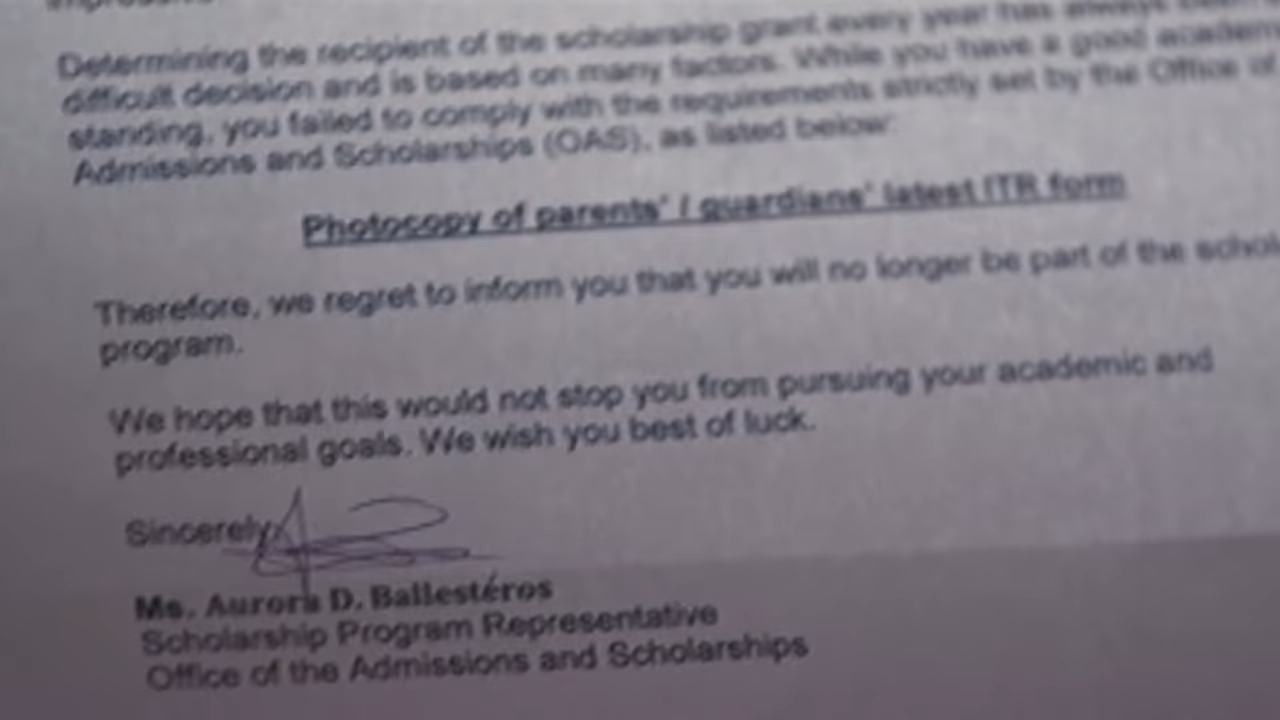 Determining the recipient of the scholarship grant every year has always been
difficult decision and is based on many factors. While you have a good academ
standing, you failed to comply with the requirements strictly set by the Office of
Admissions and Scholarships (OAS), as listed below:
Photocopy of parents' / guardians' latest ITR form
Therefore, we regret to inform you that you will no longer be part of the schol
program.
We hope that this would not stop you from pursuing your academic and
professional goals. We wish you best of luck.
Sincerely,
Ms. Aurora D. Ballestéros
Scholarship Program Representative
Office of the Admissions and Scholarships